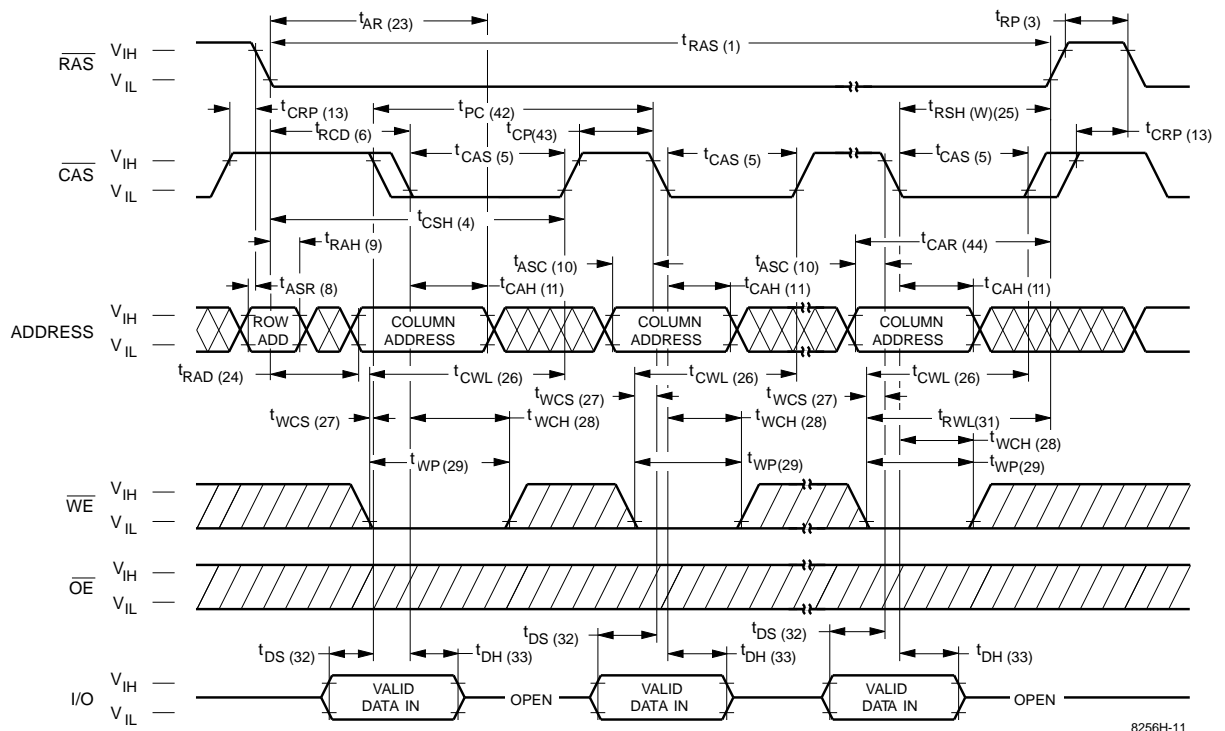 tAR (23)
tRP (3)
tRAS (1)
RAS
VIH
VIL
tCRP (13)
tPC (42)
tRSH (W)(25)
tRCD (6)
tCP(43)
tCRP (13)
CAS
VIH
VIL
tCAS (5)
tCAS (5)
tCAS (5)
tCSH (4)
tRAH (9)
tCAR (44)
tASC (10)
tASC (10)
tASR (8)
tCAH (11)
tCAH (11)
tCAH (11)
ADDRESS
VIH
VIL
ROW
ADD
COLUMN
ADDRESS
COLUMN
ADDRESS
COLUMN
ADDRESS
tRAD (24)
tCWL (26)
tCWL (26)
tCWL (26)
tWCS (27)
tWCS (27)
tWCS (27)
tWCH (28)
tWCH (28)
tRWL(31)
tWCH (28)
tWP (29)
tWP(29)
tWP(29)
WE
VIH
VIL
OE
VIH
VIL
tDS (32)
tDS (32)
tDS (32)
tDH (33)
tDH (33)
tDH (33)
I/O
VIH
VIL
VALID
DATA IN
OPEN
VALID
DATA IN
VALID
DATA IN
OPEN
8256H-11